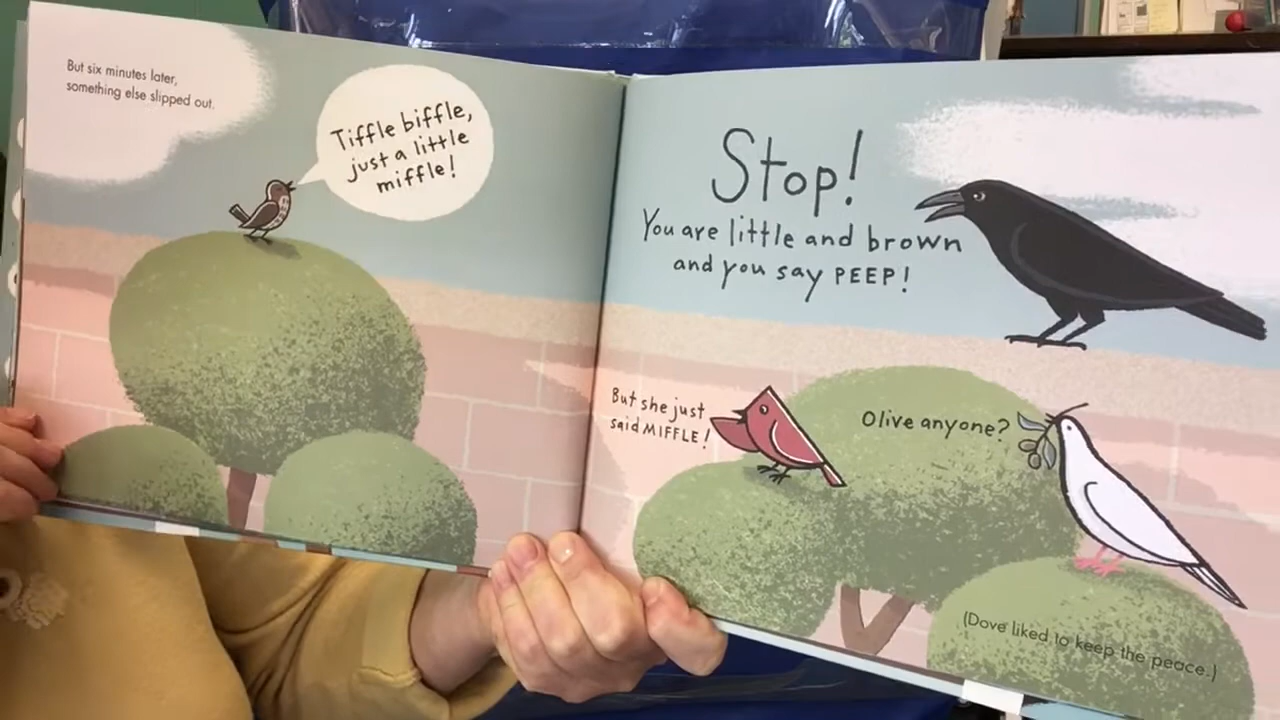 But six minutes later,
something else slipped out.
Tiffle biffle,
just a little
miffle!
Stop!
You are little and brown
and you say PEEP!
But she just
said MIFFLE!
Olive anyone?
(Dove liked to keep the peace.)